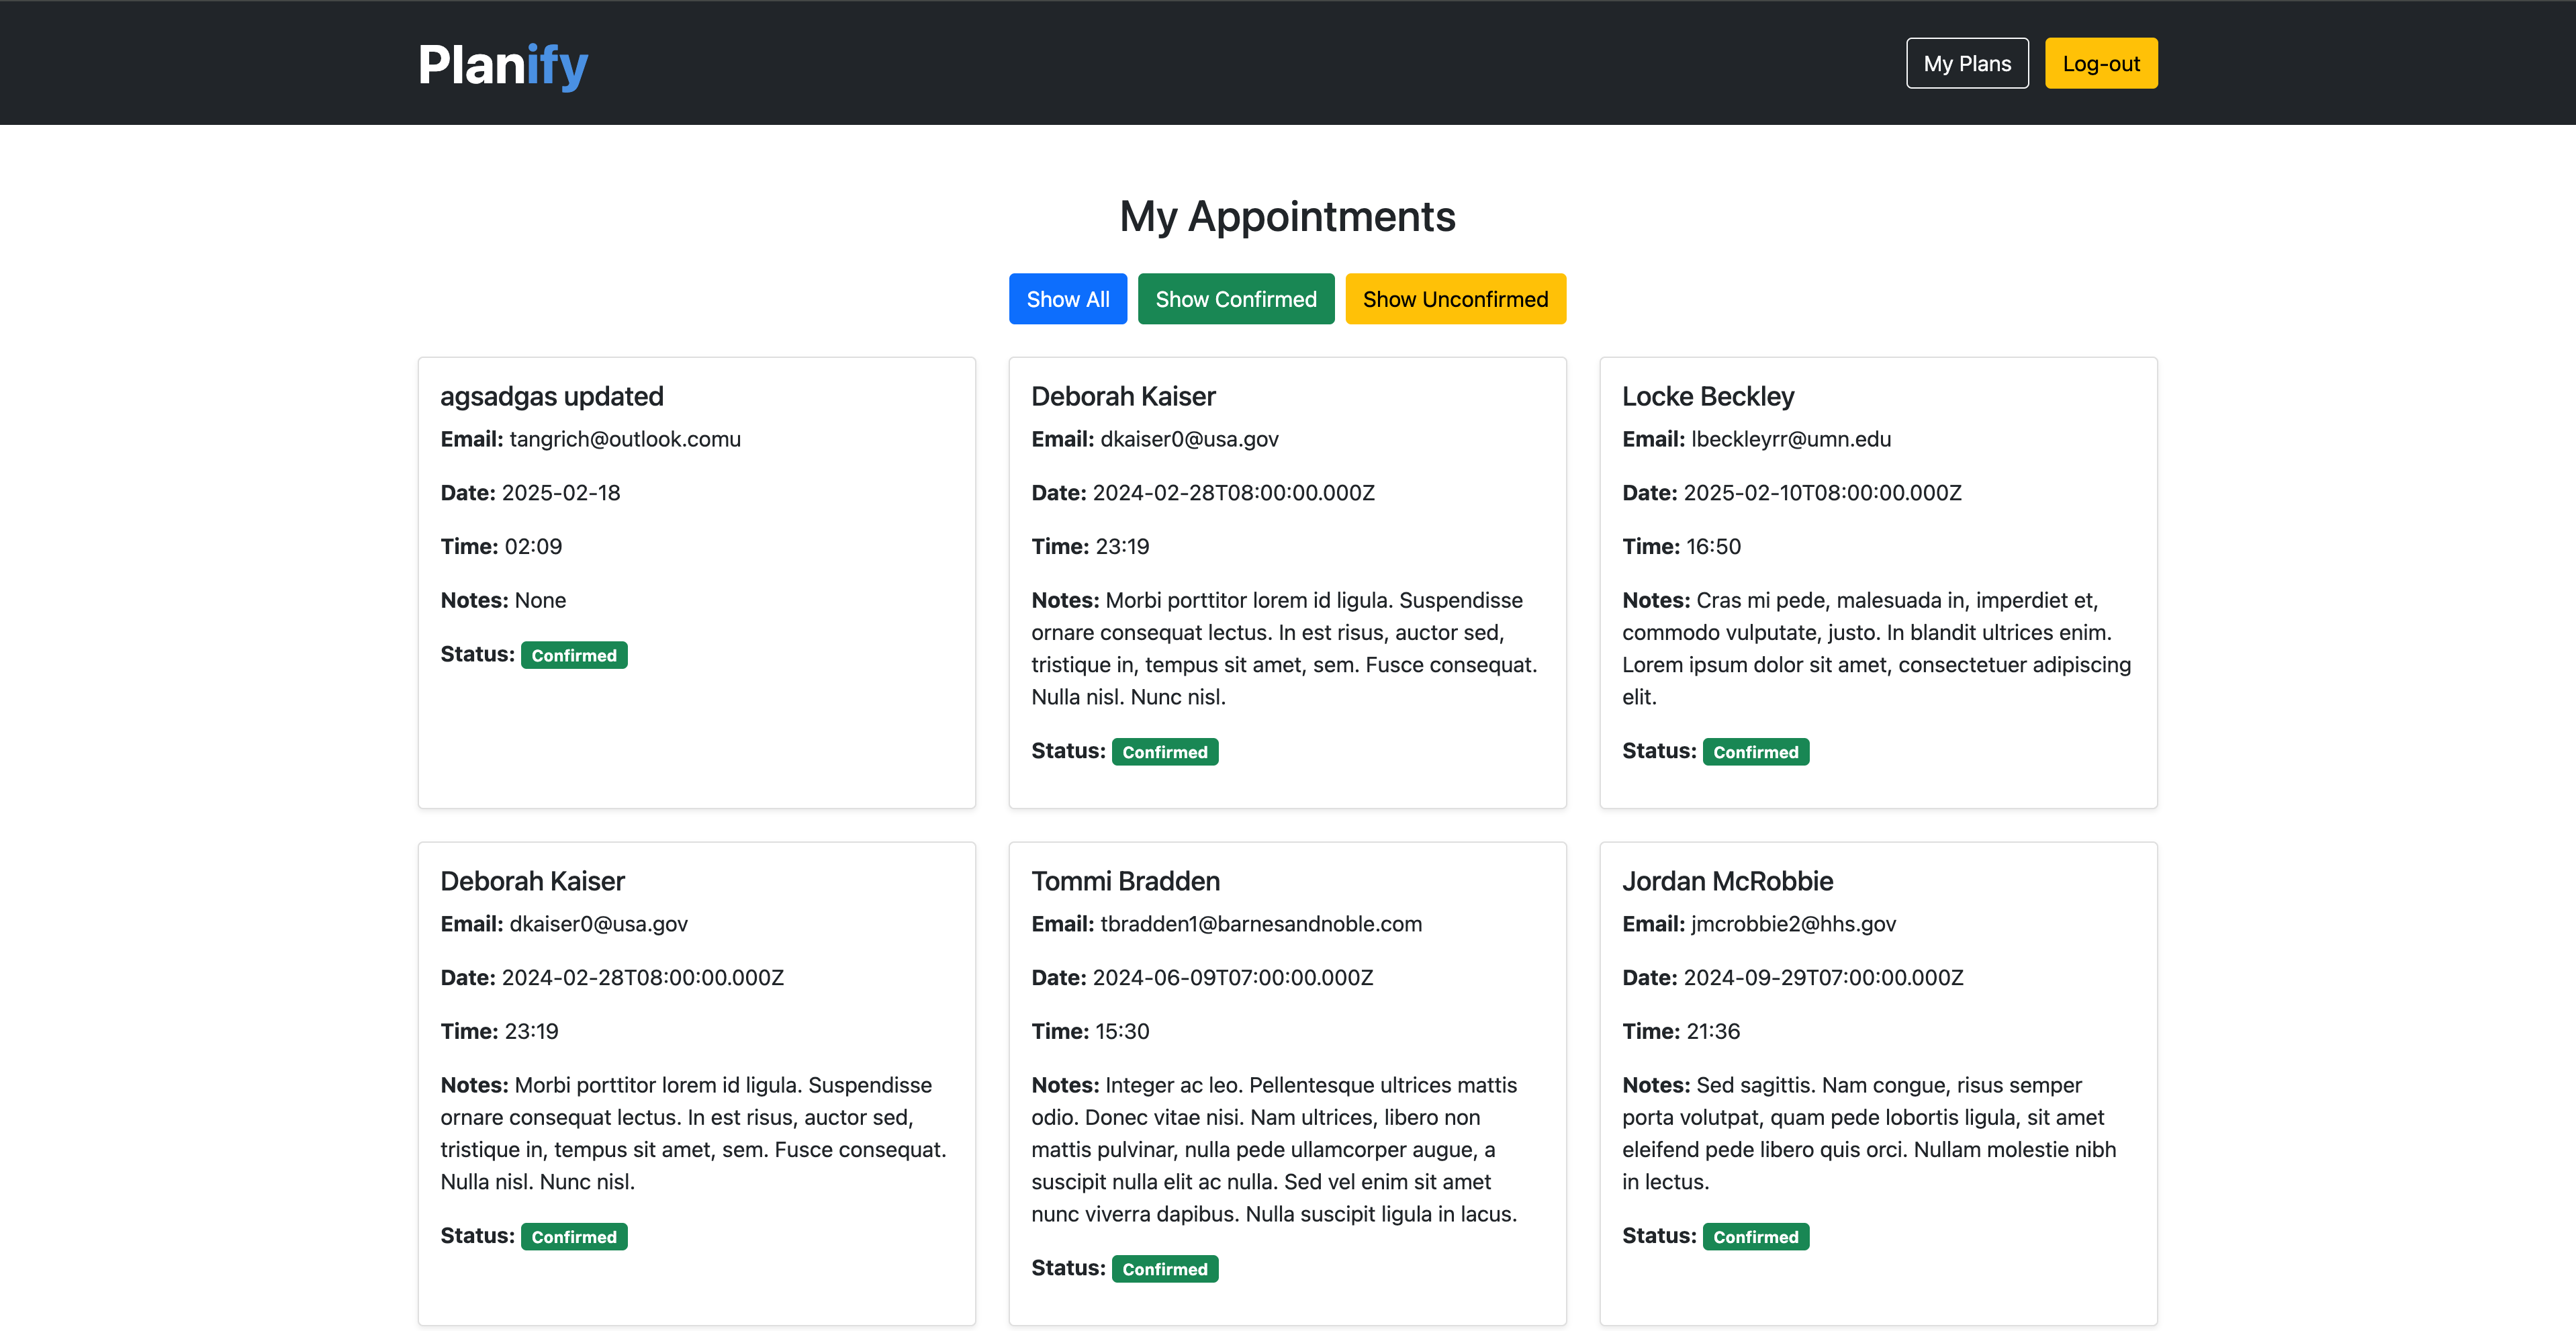 Planify
My Plans
Log-out
My Appointments
Show All
Show Confirmed
Show Unconfirmed
agsadgas updated
Email: tangrich@outlook.comu
Date: 2025-02-18
Time: 02:09
Notes: None
Status: Confirmed
Deborah Kaiser
Email: dkaiser0@usa.gov
Date: 2024-02-28T08:00:00.000Z
Time: 23:19
Notes: Morbi porttitor lorem id ligula. Suspendisse
ornare consequat lectus. In est risus, auctor sed,
tristique in, tempus sit amet, sem. Fusce consequat.
Nulla nisl. Nunc nisl.
Status: Confirmed
Locke Beckley
Email: lbeckleyrr@umn.edu
Date: 2025-02-10T08:00:00.000Z
Time: 16:50
Notes: Cras mi pede, malesuada in, imperdiet et,
commodo vulputate, justo. In blandit ultrices enim.
Lorem ipsum dolor sit amet, consectetuer adipiscing
elit.
Status: Confirmed
Deborah Kaiser
Email: dkaiser0@usa.gov
Date: 2024-02-28T08:00:00.000Z
Time: 23:19
Notes: Morbi porttitor lorem id ligula. Suspendisse
ornare consequat lectus. In est risus, auctor sed,
tristique in, tempus sit amet, sem. Fusce consequat.
Nulla nisl. Nunc nisl.
Status: Confirmed
Tommi Bradden
Email: tbradden1@barnesandnoble.com
Date: 2024-06-09T07:00:00.000Z
Time: 15:30
Notes: Integer ac leo. Pellentesque ultrices mattis
odio. Donec vitae nisi. Nam ultrices, libero non
mattis pulvinar, nulla pede ullamcorper augue, a
suscipit nulla elit ac nulla. Sed vel enim sit amet
nunc viverra dapibus. Nulla suscipit ligula in lacus.
Status: Confirmed
Jordan McRobbie
Email: jmcrobbie2@hhs.gov
Date: 2024-09-29T07:00:00.000Z
Time: 21:36
Notes: Sed sagittis. Nam congue, risus semper
porta volutpat, quam pede lobortis ligula, sit amet
eleifend pede libero quis orci. Nullam molestie nibh
in lectus.
Status: Confirmed